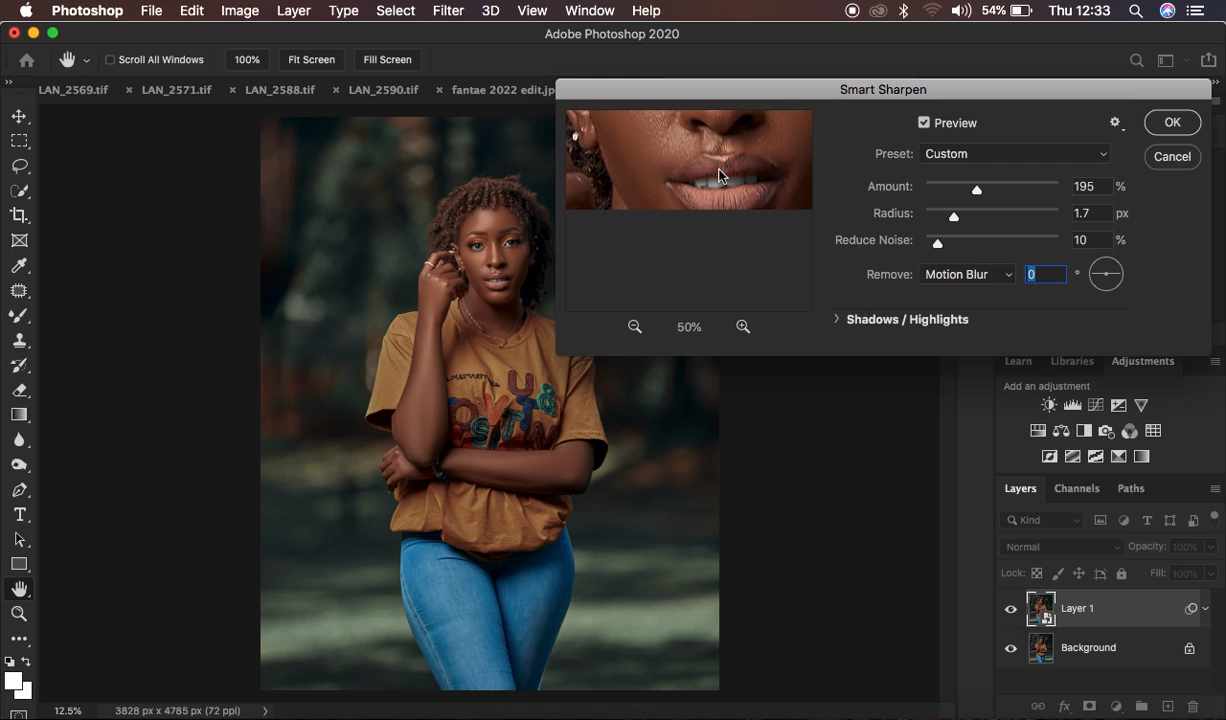 Photoshop File Edit Image Layer Type Select Filter 3D View Window Help 54% Thu 12:33
Adobe Photoshop 2020
Scroll All Windows 100% Fit Screen Fill Screen
LAN_2569.tif × LAN_2571.tif × LAN_2588.tif × LAN_2590.tif × fantae 2022 edit.jp
Smart Sharpen
Preview
OK
Preset: Custom
Cancel
Amount: 195 %
Radius: 1.7 px
Reduce Noise: 10 %
Remove: Motion Blur 0 °
Shadows / Highlights
50%
Learn Libraries Adjustments
Add an adjustment
Layers Channels Paths
Kind
Normal Opacity: 100%
Lock: Fill: 100%
Layer 1
Background
12.5% 3828 px x 4785 px (72 ppi)